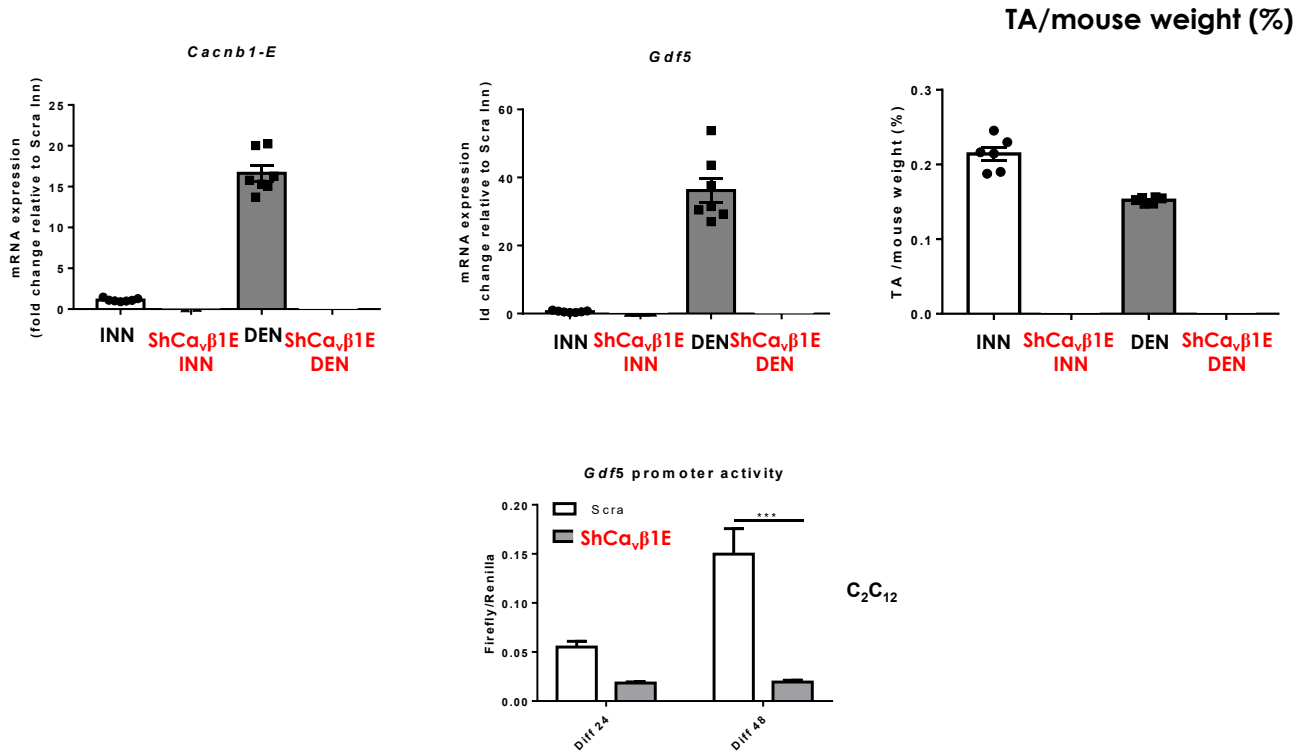 TA/mouse weight (%)
Cacnb1-E
mRNA expression
(fold change relative to Scra Inn)
25
20
15
10
5
0
INN
ShCavβ1E
INN
DEN
ShCavβ1E
DEN
Gdf5
mRNA expression
ld change relative to Scra Inn)
60
40
20
0
INN
ShCavβ1E
INN
DEN
ShCavβ1E
DEN
TA /mouse weight (%)
0.3
0.2
0.1
0.0
INN
ShCavβ1E
INN
DEN
ShCavβ1E
DEN
Gdf5 promoter activity
Firefly/Renilla
0.20
0.15
0.10
0.05
0.00
Scra
ShCavβ1E
***
Diff 24
Diff 48
C2C12